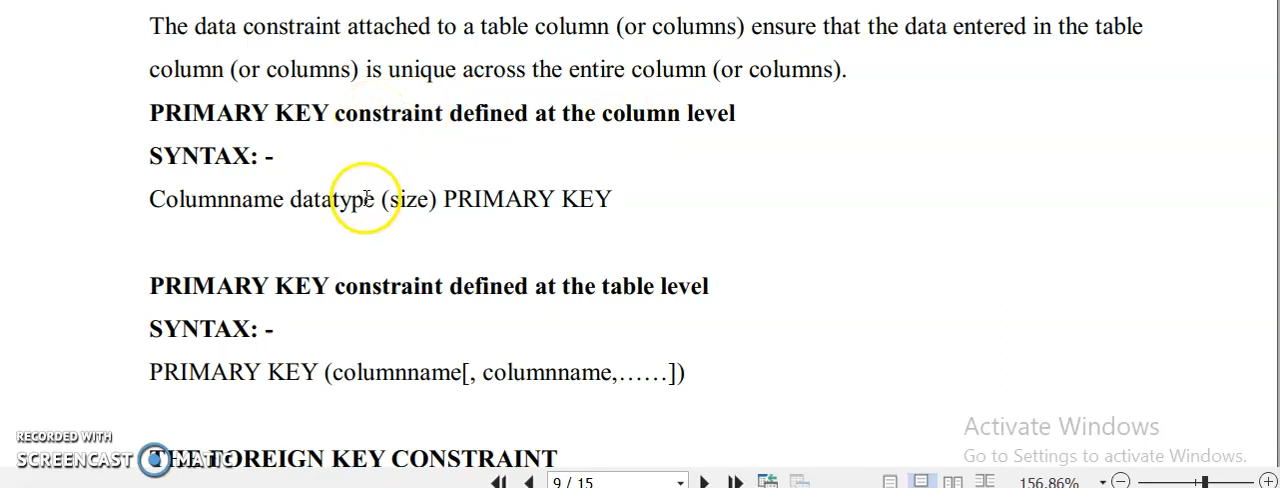 The data constraint attached to a table column (or columns) ensure that the data entered in the table
column (or columns) is unique across the entire column (or columns).
PRIMARY KEY constraint defined at the column level
SYNTAX: -
Columnname datatype (size) PRIMARY KEY
PRIMARY KEY constraint defined at the table level
SYNTAX: -
PRIMARY KEY (columnname[, columnname,……])
Activate Windows
RECORDED WITH
SCREENCAST MATIC
THE FOREIGN KEY CONSTRAINT
Go to Settings to activate Windows.
9 / 15
156.86%